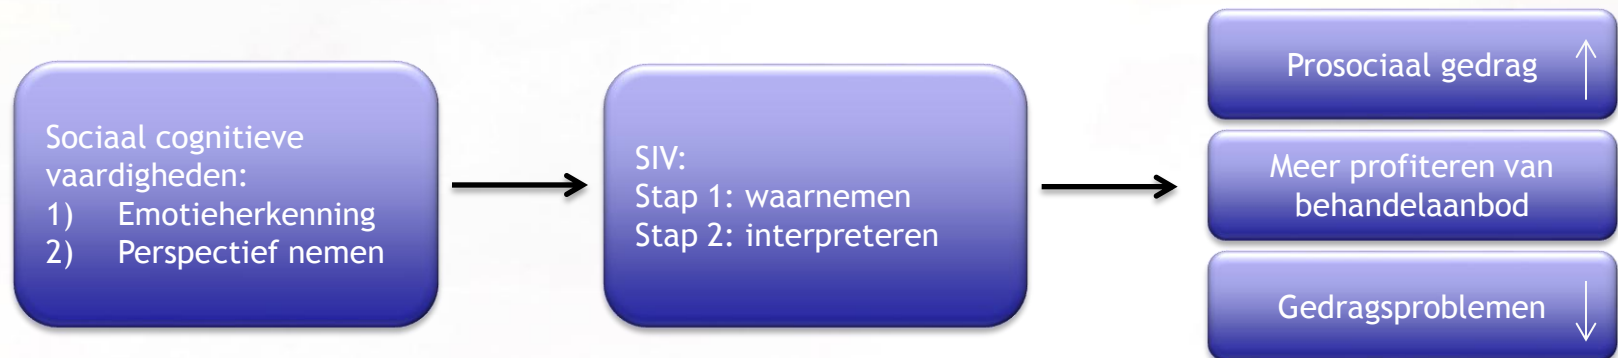 Sociaal cognitieve
vaardigheden:
1) Emotieherkenning
2) Perspectief nemen
SIV:
Stap 1: waarnemen
Stap 2: interpreteren
Prosociaal gedrag
Meer profiteren van
behandelaanbod
Gedragsproblemen